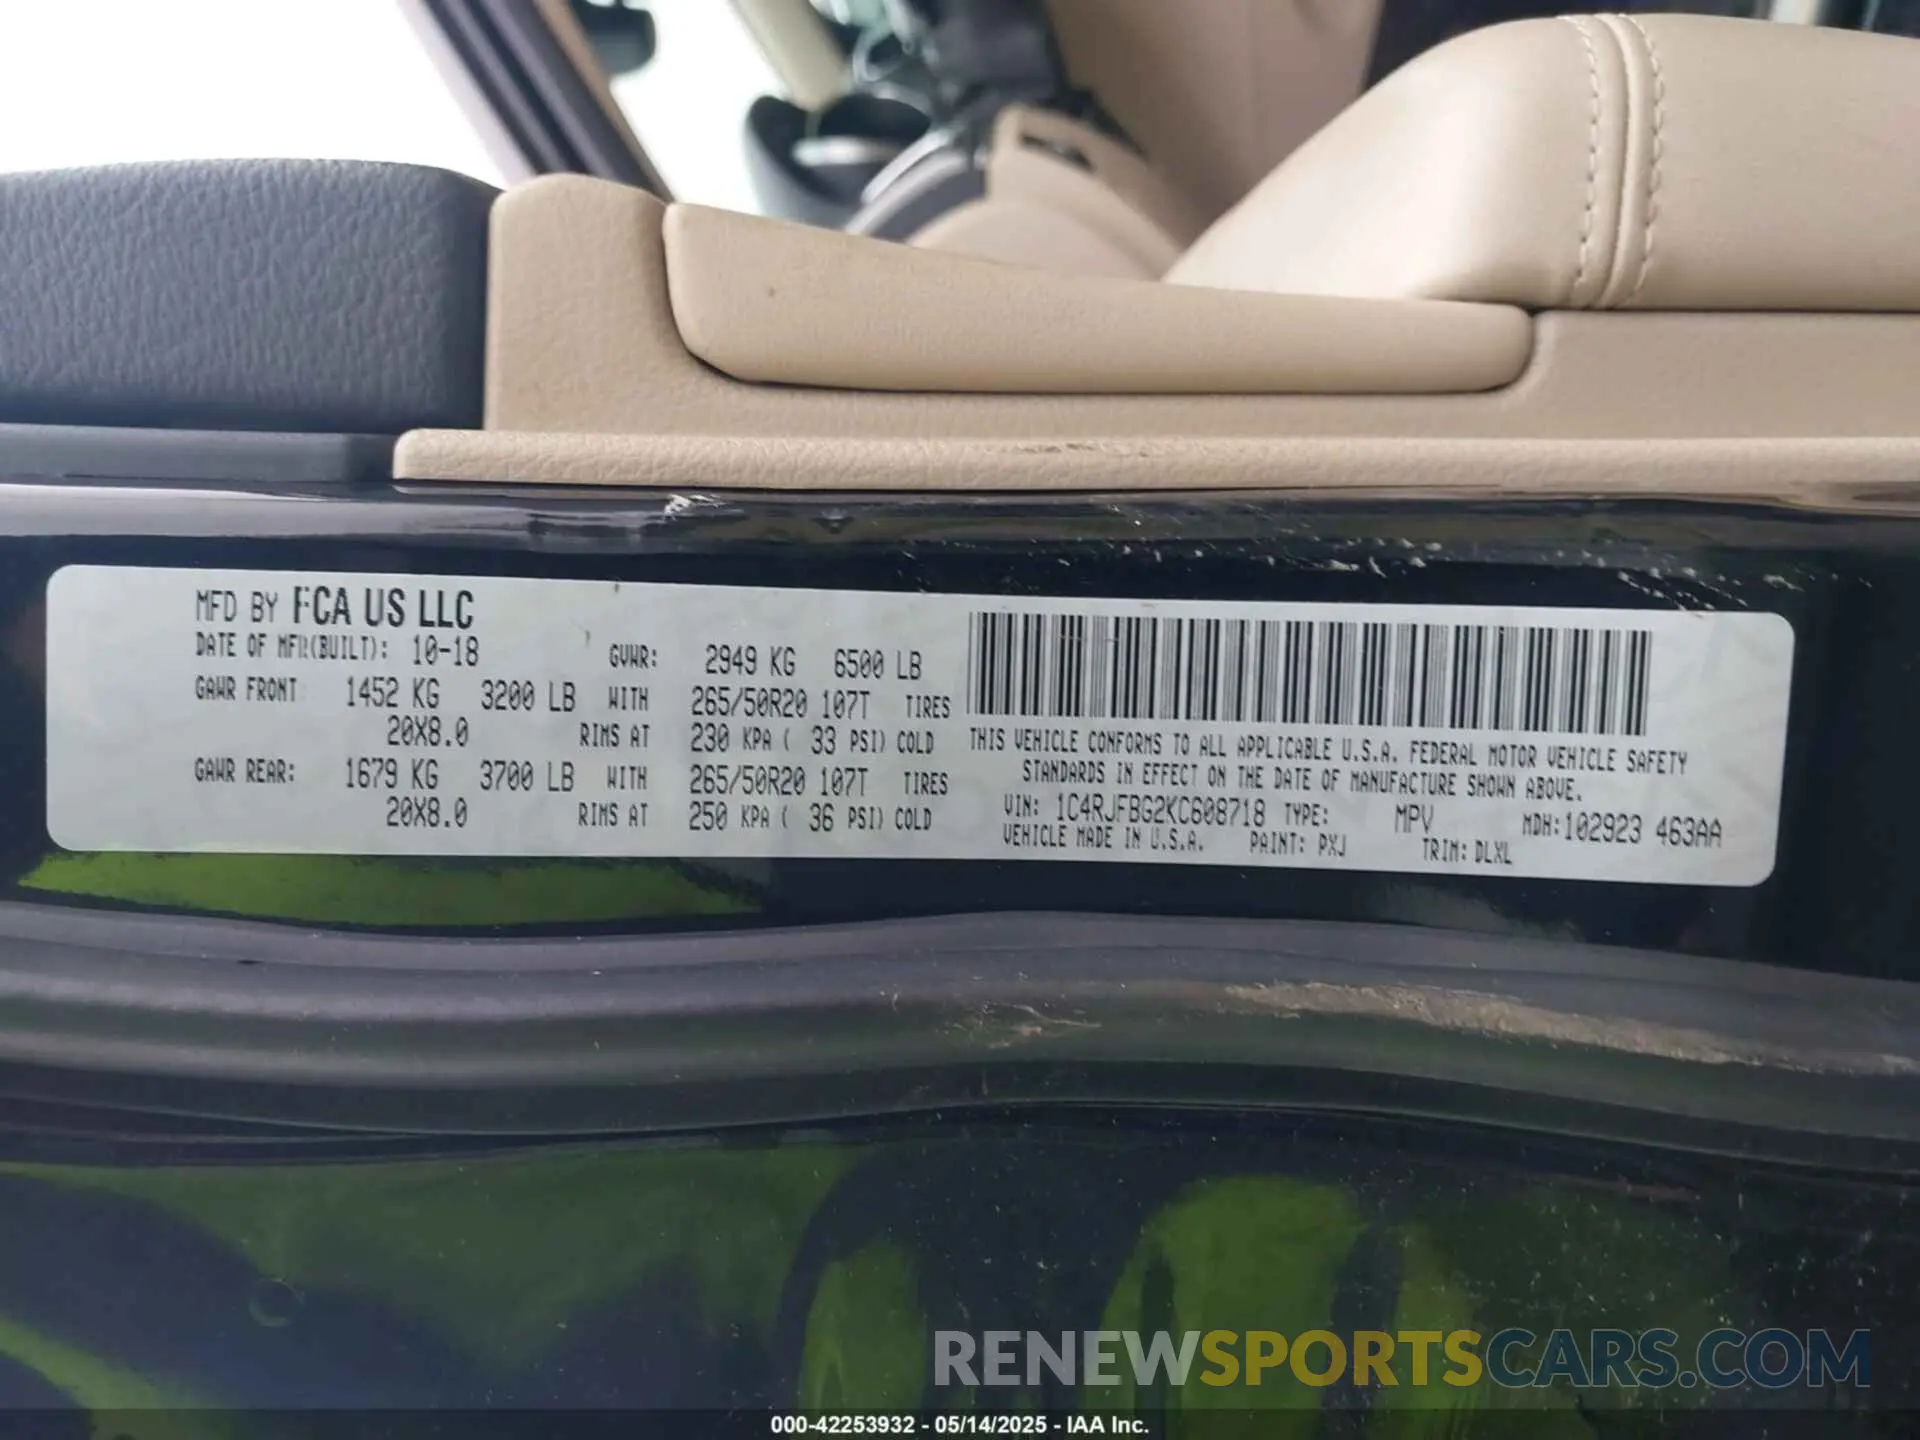 MFD BY FCA US LLC
DATE OF MFR(BUILT): 10-18 GVWR: 2949 KG 6500 LB
GAWR FRONT 1452 KG 3200 LB WITH 265/50R20 107T TIRES
20X8.0 RIMS AT 230 KPA ( 33 PSI) COLD
GAWR REAR: 1679 KG 3700 LB WITH 265/50R20 107T TIRES
20X8.0 RIMS AT 250 KPA ( 36 PSI) COLD
THIS VEHICLE CONFORMS TO ALL APPLICABLE U.S.A. FEDERAL MOTOR VEHICLE SAFETY
STANDARDS IN EFFECT ON THE DATE OF MANUFACTURE SHOWN ABOVE.
VIN: 1C4RJFBG2KC608718 TYPE: MPV MDH:102923 463AA
VEHICLE MADE IN U.S.A. PAINT: PXJ TRIM: DLXL
RENEWSPORTSCARS.COM
000-42253932 - 05/14/2025 - IAA Inc.